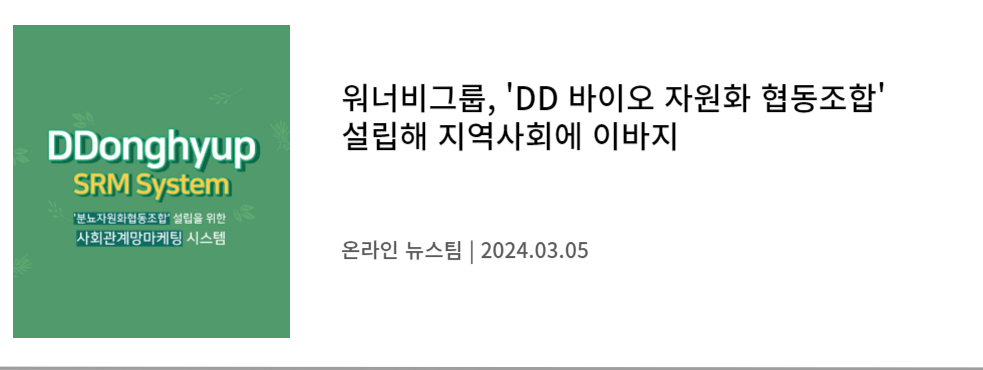 DDonghyup
SRM System
'분뇨자원화협동조합' 설립을 위한
사회관계망마케팅 시스템
워너비그룹, 'DD 바이오 자원화 협동조합'
설립해 지역사회에 이바지
온라인 뉴스팀 | 2024.03.05